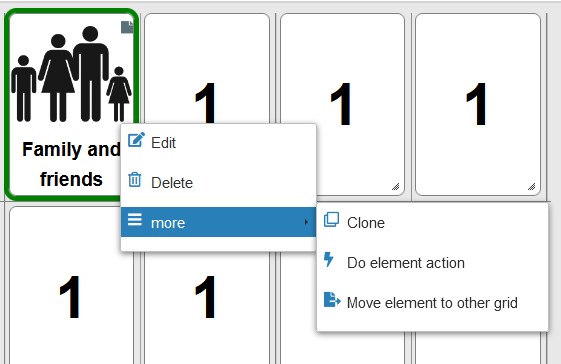 Family and
friends
1
1
1
Edit
Delete
more
Clone
Do element action
Move element to other grid
1
1